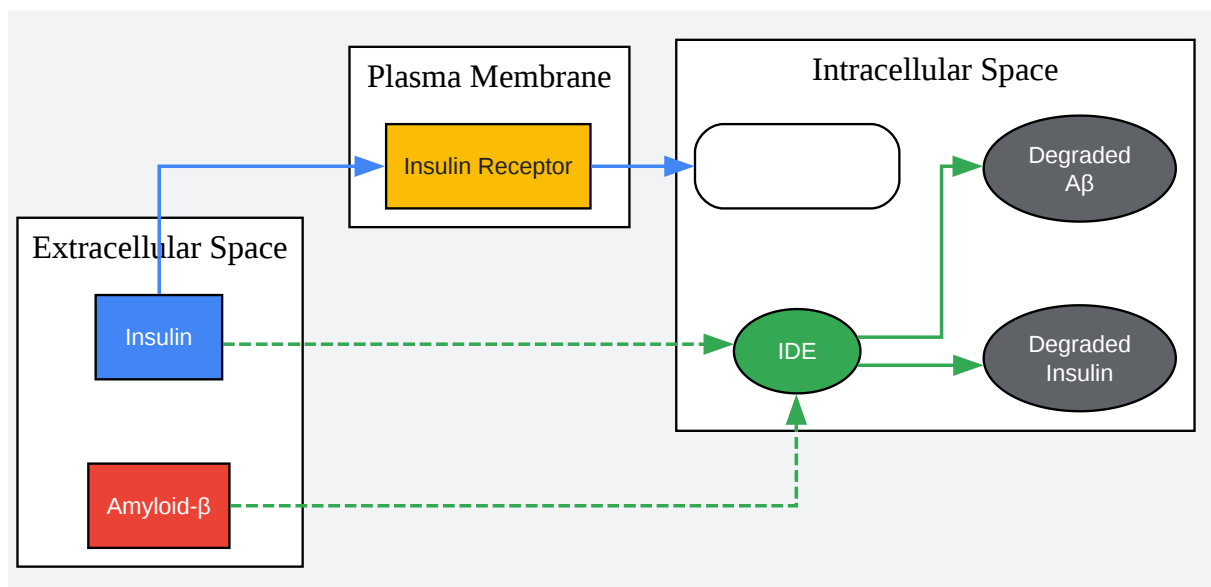 Plasma Membrane
Intracellular Space
Insulin Receptor
Degraded
Aβ
Extracellular Space
Insulin
IDE
Degraded
Insulin
Amyloid-β